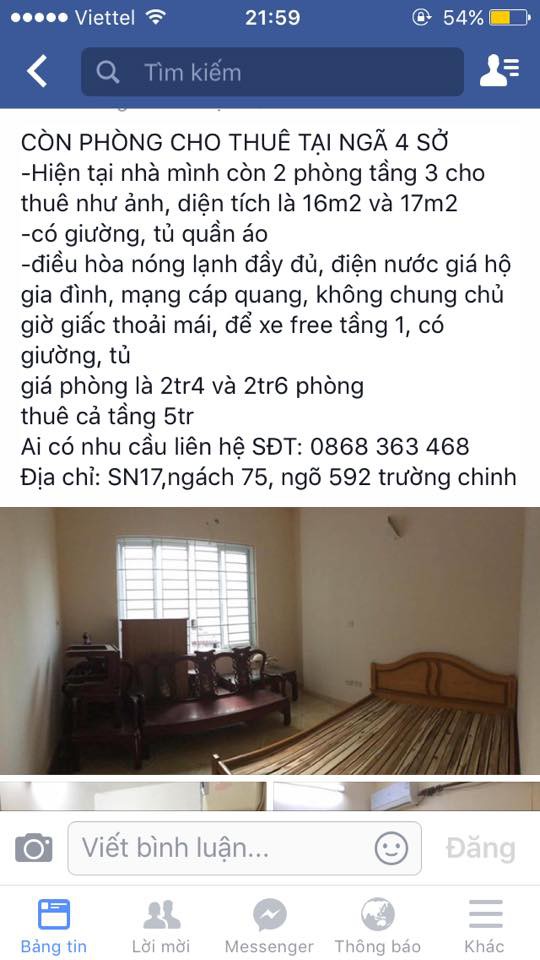 Viettel 21:59 54%
Tìm kiếm
CÒN PHÒNG CHO THUÊ TẠI NGÃ 4 SỞ
-Hiện tại nhà mình còn 2 phòng tầng 3 cho
thuê như ảnh, diện tích là 16m2 và 17m2
-có giường, tủ quần áo
-điều hòa nóng lạnh đầy đủ, điện nước giá hộ
gia đình, mạng cáp quang, không chung chủ
giờ giấc thoải mái, để xe free tầng 1, có
giường, tủ
giá phòng là 2tr4 và 2tr6 phòng
thuê cả tầng 5tr
Ai có nhu cầu liên hệ SĐT: 0868 363 468
Địa chỉ: SN17,ngách 75, ngõ 592 trường chinh
Viết bình luận... Đăng
Bảng tin Lời mời Messenger Thông báo Khác